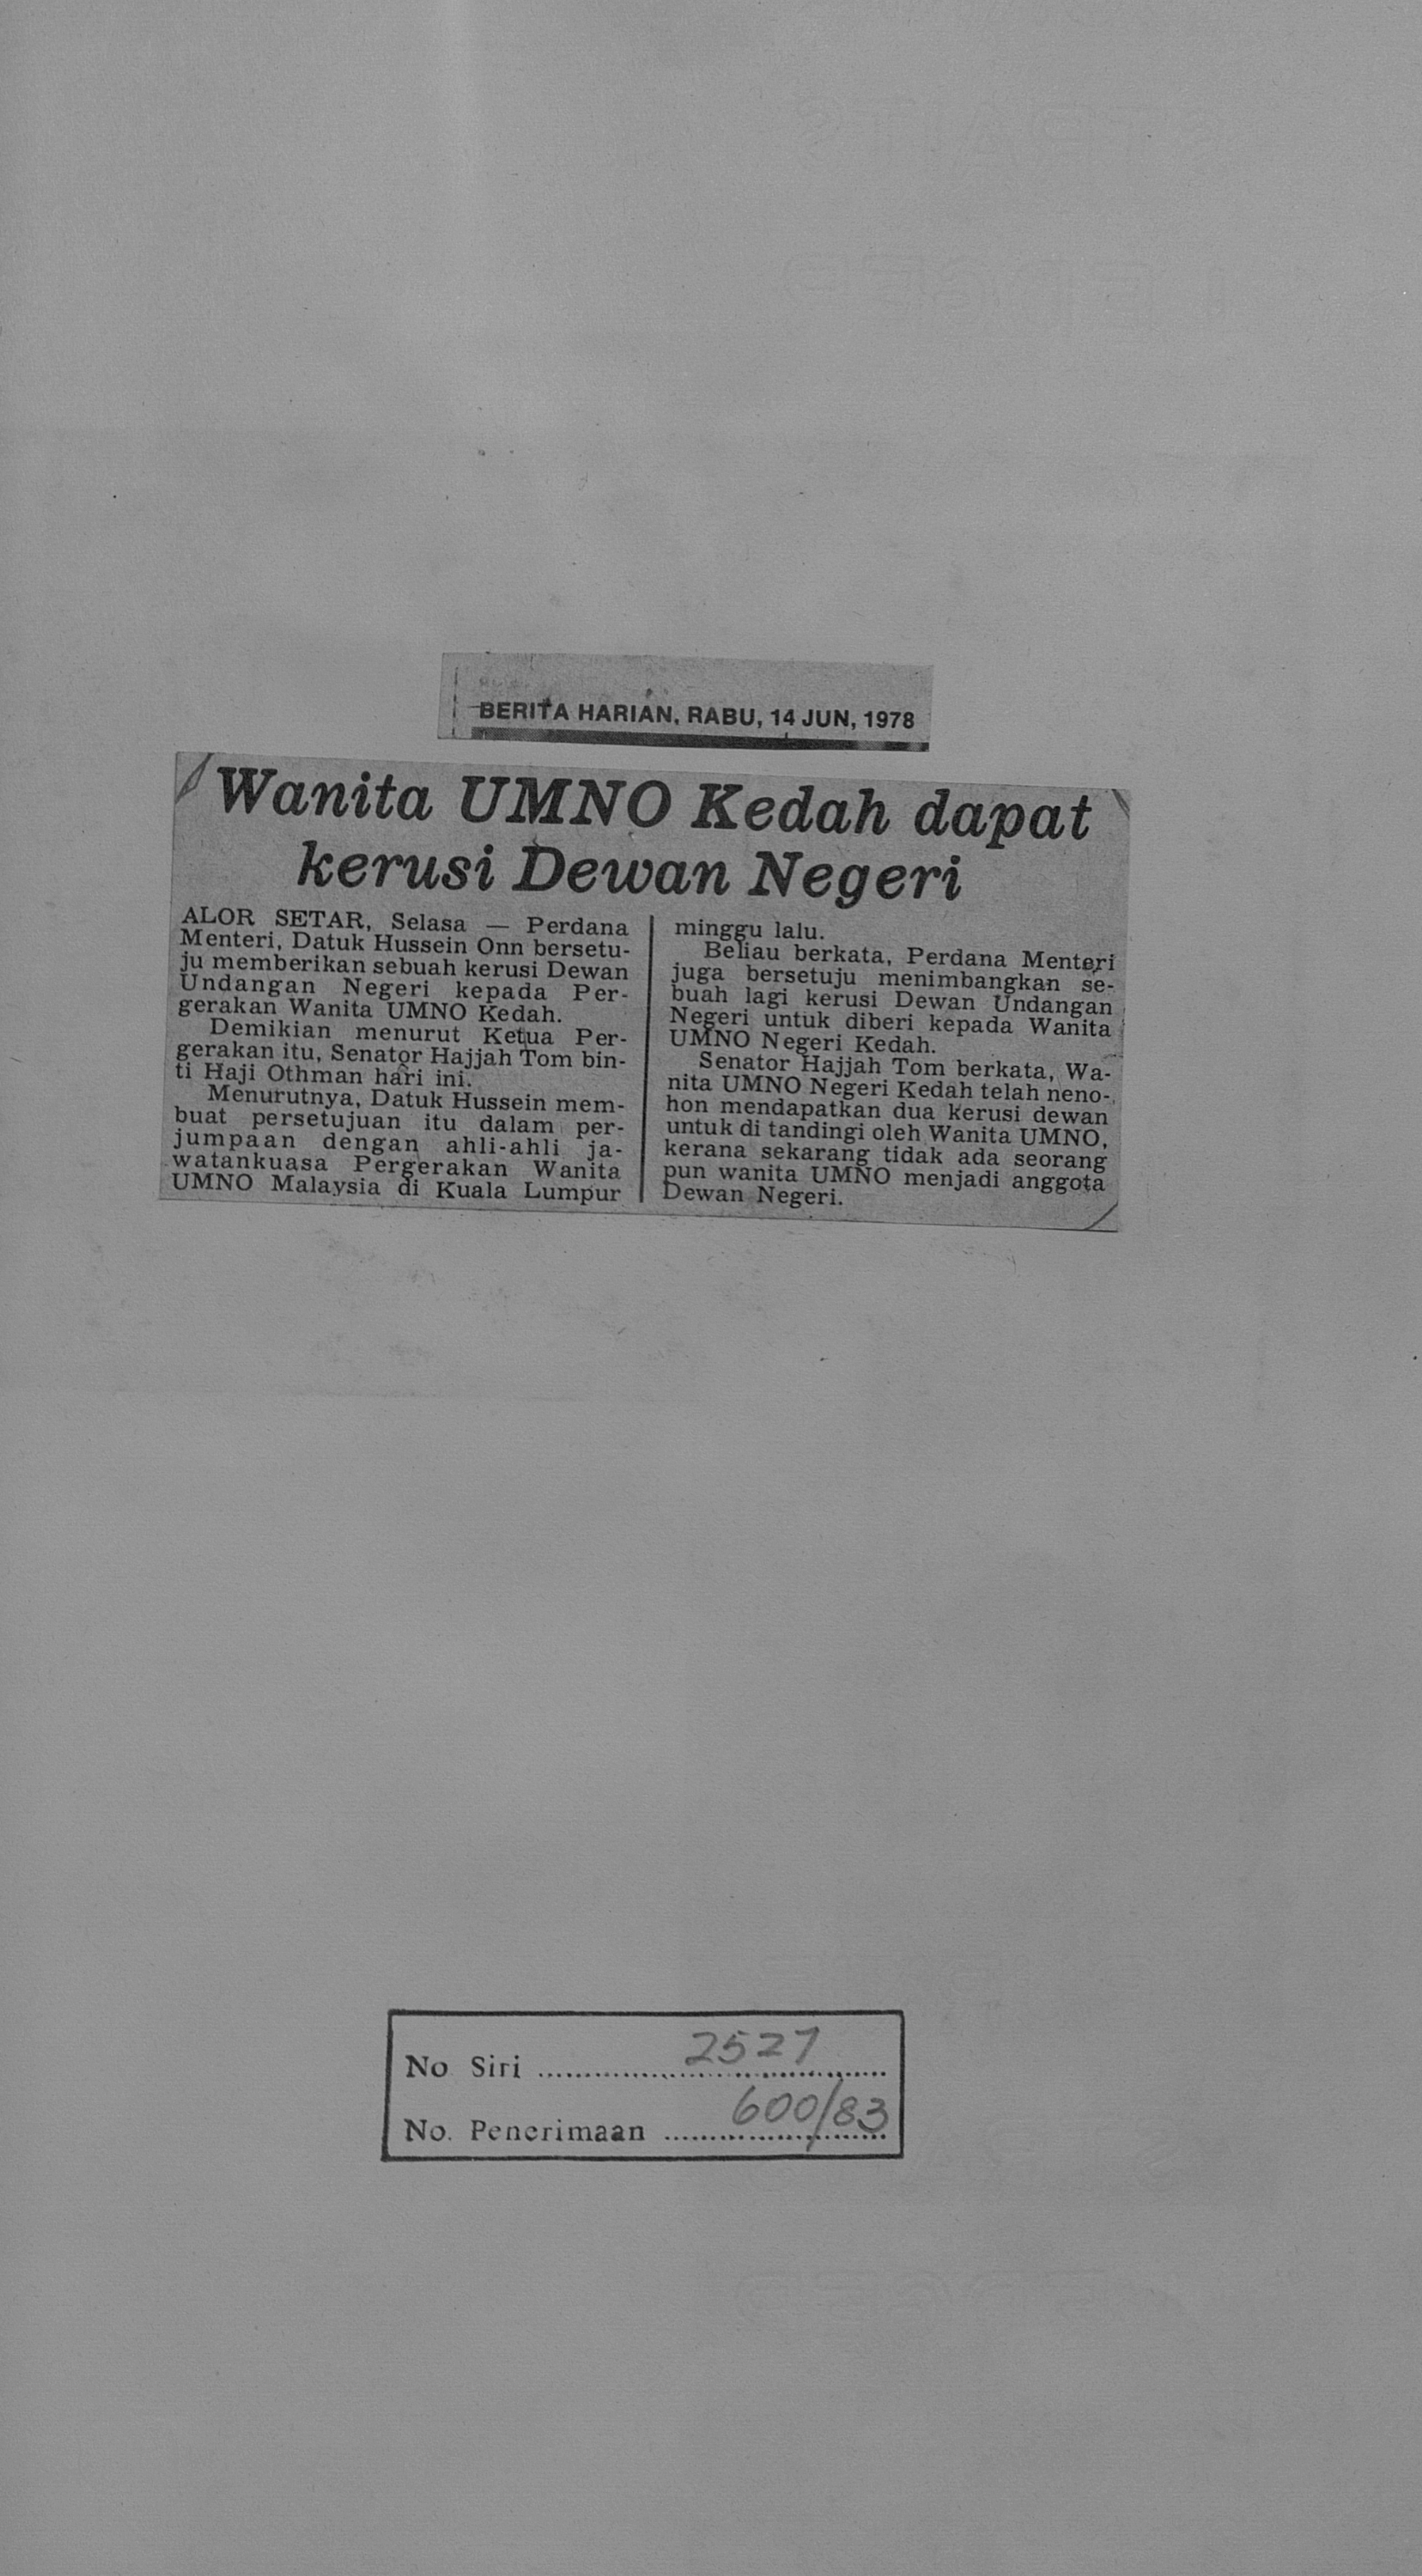 BERITA HARIAN, RABU, 14 JUN, 1978
Wanita UMNO Kedah dapat
kerusi Dewan Negeri
ALOR SETAR, Selasa — Perdana
Menteri, Datuk Hussein Onn bersetu-
ju memberikan sebuah kerusi Dewan
Undangan Negeri kepada Per-
gerakan Wanita UMNO Kedah.
Demikian menurut Ketua Per-
gerakan itu, Senator Hajjah Tom bin-
ti Haji Othman hari ini.
Menurutnya, Datuk Hussein mem-
buat persetujuan itu dalam per-
jumpaan dengan ahli-ahli ja-
watankuasa Pergerakan Wanita
UMNO Malaysia di Kuala Lumpur
minggu lalu.
Beliau berkata, Perdana Menteri
juga bersetuju menimbangkan se-
buah lagi kerusi Dewan Undangan
Negeri untuk diberi kepada Wanita
UMNO Negeri Kedah.
Senator Hajjah Tom berkata, Wa-
nita UMNO Negeri Kedah telah neno-
hon mendapatkan dua kerusi dewan
untuk di tandingi oleh Wanita UMNO,
kerana sekarang tidak ada seorang
pun wanita UMNO menjadi anggota
Dewan Negeri.
No Siri 2527
No. Penerimaan 600/83